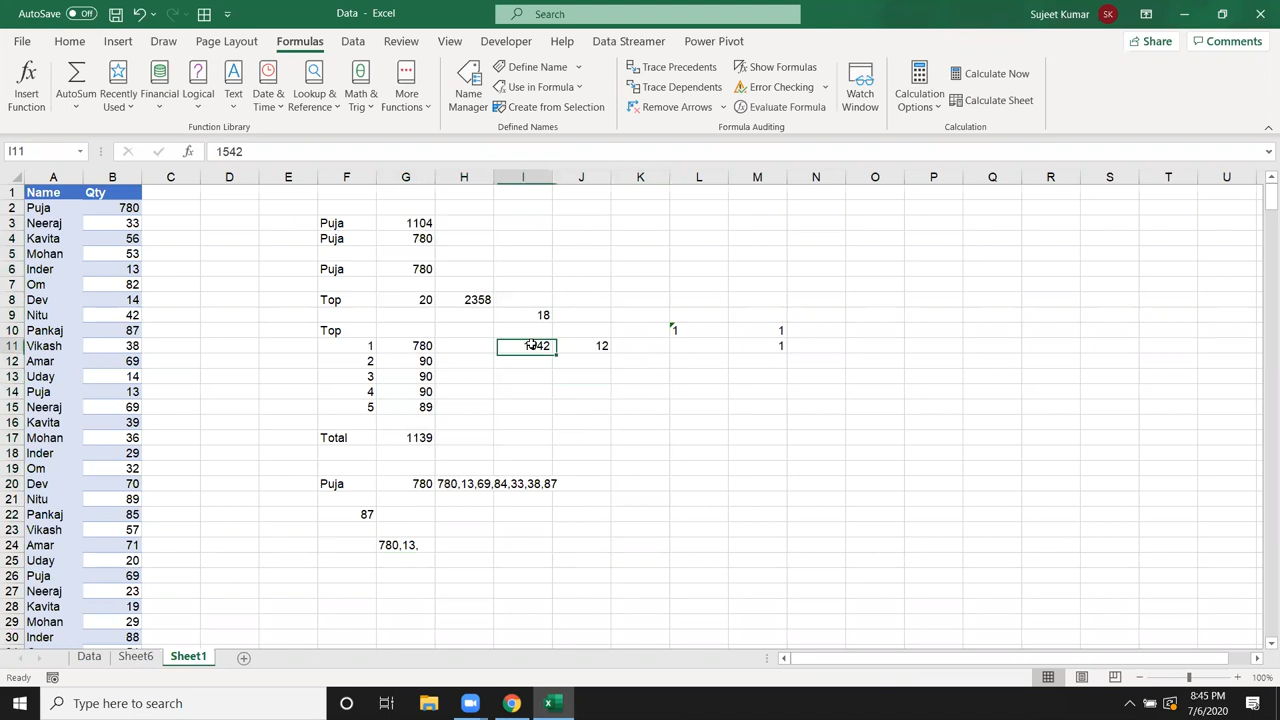 AutoSave Off Data - Excel Search Sujeet Kumar SK
File Home Insert Draw Page Layout Formulas Data Review View Developer Help Data Streamer Power Pivot Share Comments
Insert Function
AutoSum
Recently Used
Financial
Logical
Text
Date & Time
Lookup & Reference
Math & Trig
More Functions
Function Library
Name Manager
Define Name
Use in Formula
Create from Selection
Defined Names
Trace Precedents
Trace Dependents
Remove Arrows
Show Formulas
Error Checking
Evaluate Formula
Formula Auditing
Watch Window
Calculation Options
Calculate Now
Calculate Sheet
Calculation
I11 fx 1542
A B C D E F G H I J K L M N O P Q R S T U
1 Name Qty
2 Puja 780
3 Neeraj 33 Puja 1104
4 Kavita 56 Puja 780
5 Mohan 53
6 Inder 13 Puja 780
7 Om 82
8 Dev 14 Top 20 2358
9 Nitu 42 18
10 Pankaj 87 Top 1 1
11 Vikash 38 1 780 1542 12 1
12 Amar 69 2 90
13 Uday 14 3 90
14 Puja 13 4 90
15 Neeraj 69 5 89
16 Kavita 39
17 Mohan 36 Total 1139
18 Inder 29
19 Om 32
20 Dev 70 Puja 780 780,13,69,84,33,38,87
21 Nitu 89
22 Pankaj 85 87
23 Vikash 57
24 Amar 71 780,13,
25 Uday 20
26 Puja 69
27 Neeraj 23
28 Kavita 19
29 Mohan 29
30 Inder 88
Data Sheet6 Sheet1
Ready 100%
Type here to search
8:45 PM
7/6/2020